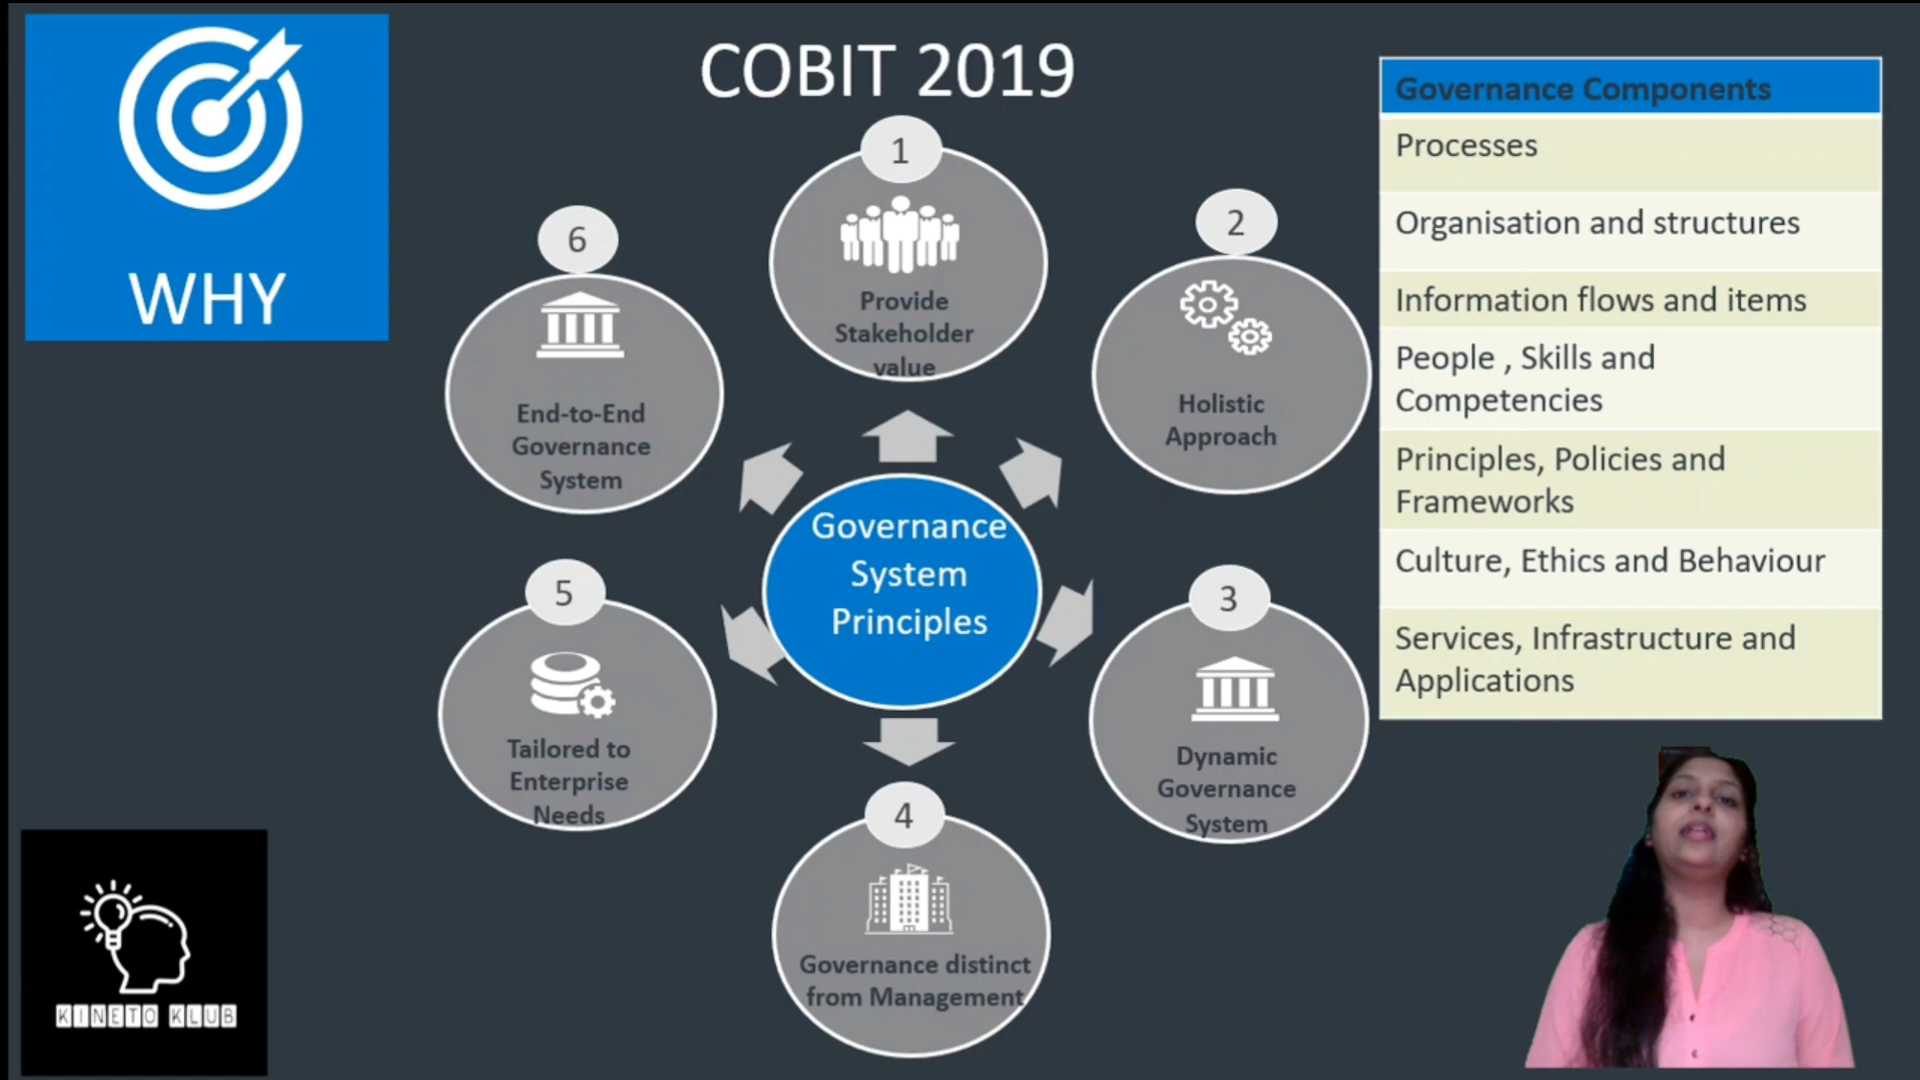 COBIT 2019
WHY
1
Provide
Stakeholder
value
2
Holistic
Approach
3
Dynamic
Governance
System
4
Governance distinct
from Management
5
Tailored to
Enterprise
Needs
6
End-to-End
Governance
System
Governance
System
Principles
Governance Components
Processes
Organisation and structures
Information flows and items
People , Skills and
Competencies
Principles, Policies and
Frameworks
Culture, Ethics and Behaviour
Services, Infrastructure and
Applications
KINETO KLUB